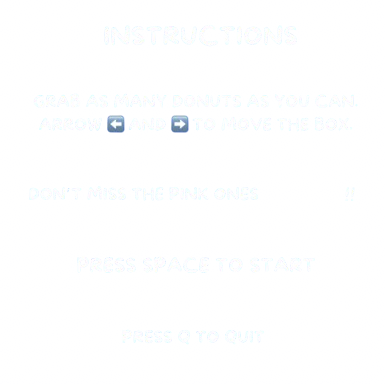 INSTRUCTIONS
GRAB AS MANY DONUTS AS YOU CAN
ARROW ⬅️ AND ➡️ TO MOVE THE BOX
DON'T MISS THE PINK ONES !!
PRESS SPACE TO START
PRESS Q TO QUIT